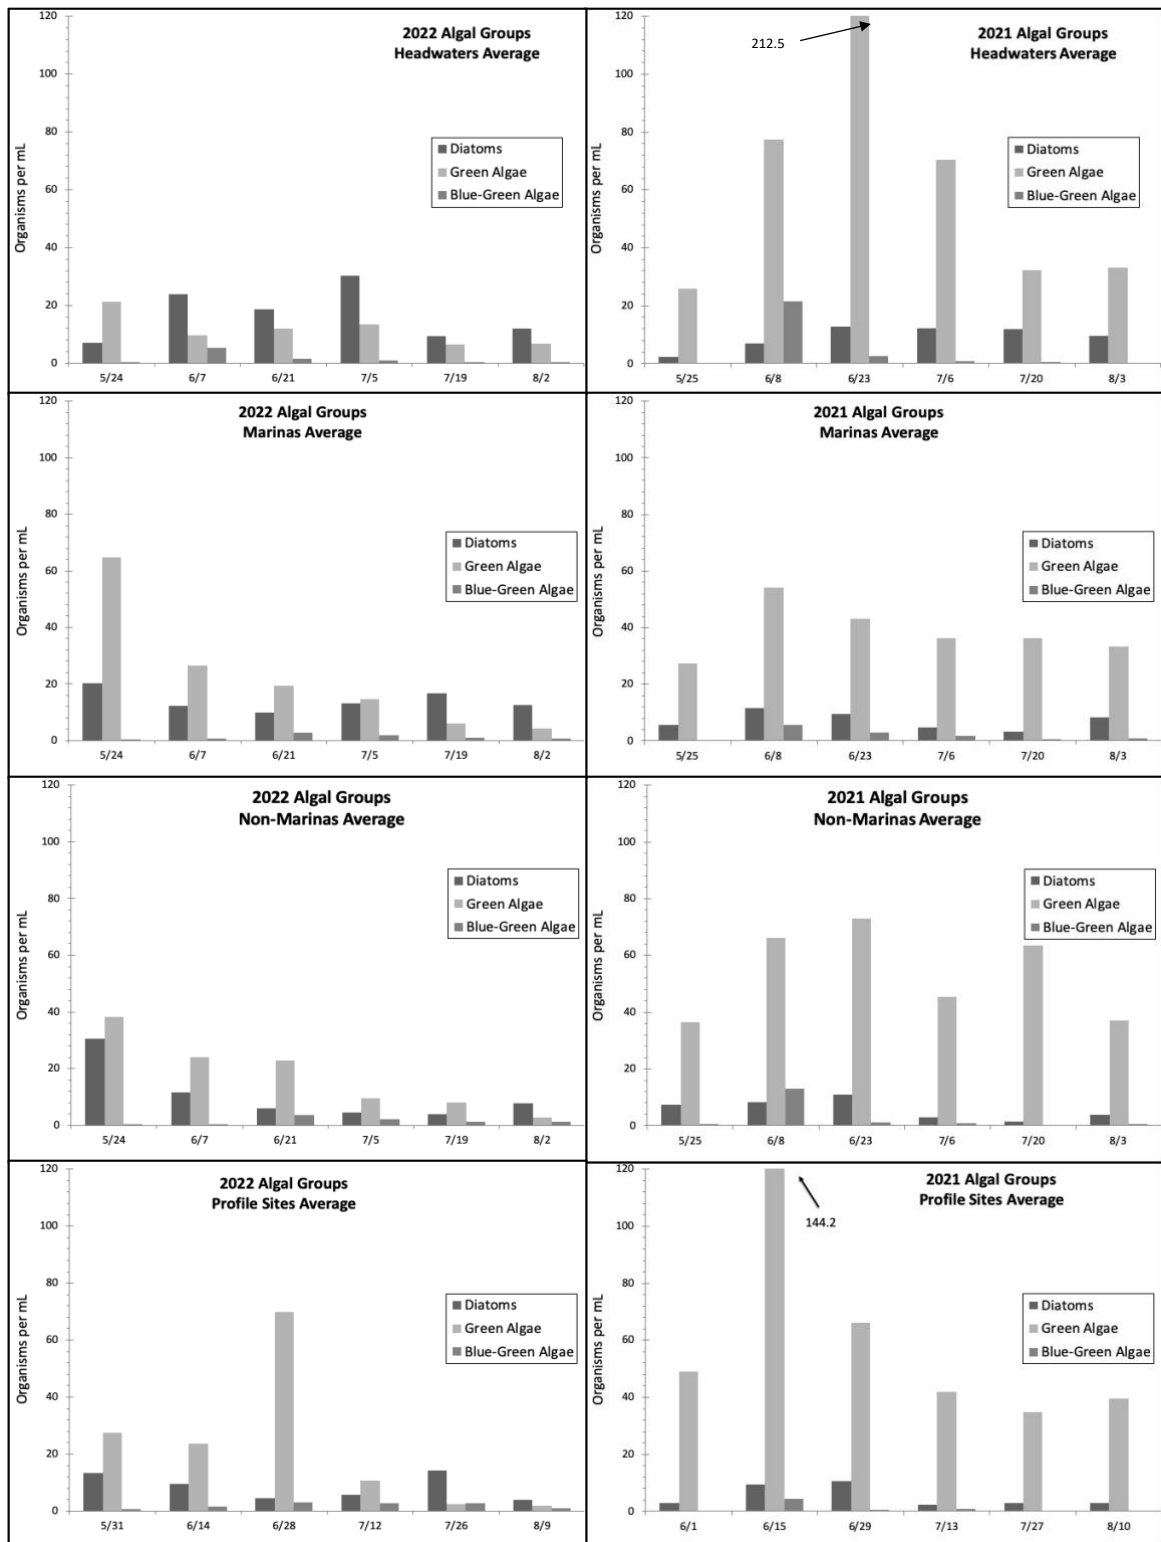 2022 Algal Groups
Headwaters Average
Organisms per mL
120
100
80
60
40
20
0
Diatoms
Green Algae
Blue-Green Algae
5/24 6/7 6/21 7/5 7/19 8/2
2021 Algal Groups
Headwaters Average
212.5
Organisms per mL
120
100
80
60
40
20
0
Diatoms
Green Algae
Blue-Green Algae
5/25 6/8 6/23 7/6 7/20 8/3
2022 Algal Groups
Marinas Average
Organisms per mL
120
100
80
60
40
20
0
Diatoms
Green Algae
Blue-Green Algae
5/24 6/7 6/21 7/5 7/19 8/2
2021 Algal Groups
Marinas Average
Organisms per mL
120
100
80
60
40
20
0
Diatoms
Green Algae
Blue-Green Algae
5/25 6/8 6/23 7/6 7/20 8/3
2022 Algal Groups
Non-Marinas Average
Organisms per mL
120
100
80
60
40
20
0
Diatoms
Green Algae
Blue-Green Algae
5/24 6/7 6/21 7/5 7/19 8/2
2021 Algal Groups
Non-Marinas Average
Organisms per mL
120
100
80
60
40
20
0
Diatoms
Green Algae
Blue-Green Algae
5/25 6/8 6/23 7/6 7/20 8/3
2022 Algal Groups
Profile Sites Average
Organisms per mL
120
100
80
60
40
20
0
Diatoms
Green Algae
Blue-Green Algae
5/31 6/14 6/28 7/12 7/26 8/9
2021 Algal Groups
Profile Sites Average
144.2
Organisms per mL
120
100
80
60
40
20
0
Diatoms
Green Algae
Blue-Green Algae
6/1 6/15 6/29 7/13 7/27 8/10